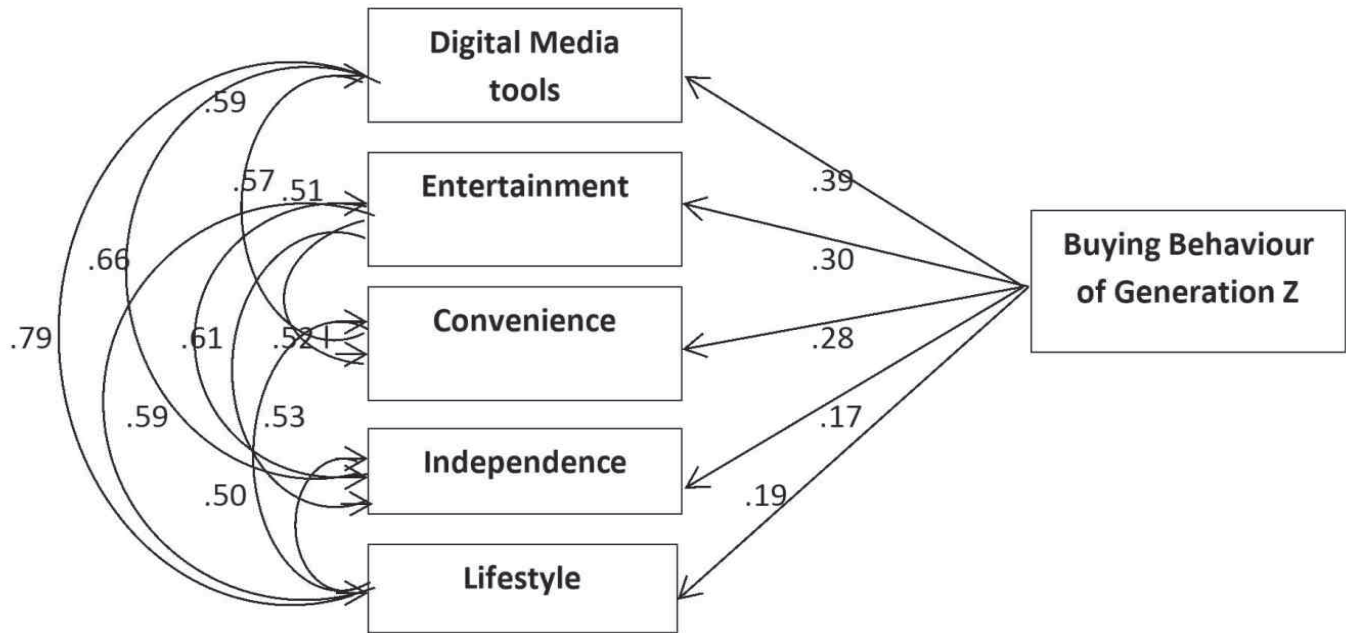 Digital Media
tools
.59
.57
.51
Entertainment
.39
Buying Behaviour
of Generation Z
.66
.30
.79
.61
.52
Convenience
.28
.59
.53
.17
Independence
.50
.19
Lifestyle